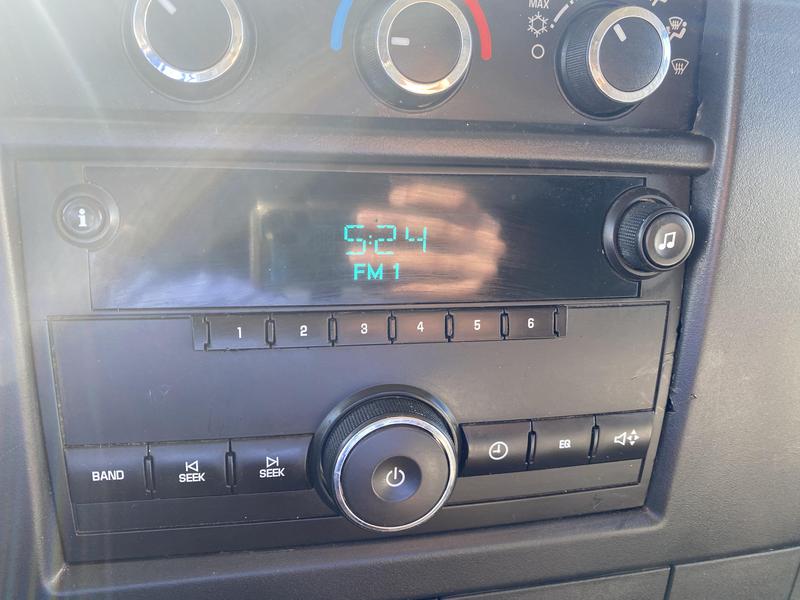 MAX
i
5:24
FM 1
1 2 3 4 5 6
BAND SEEK SEEK EQ